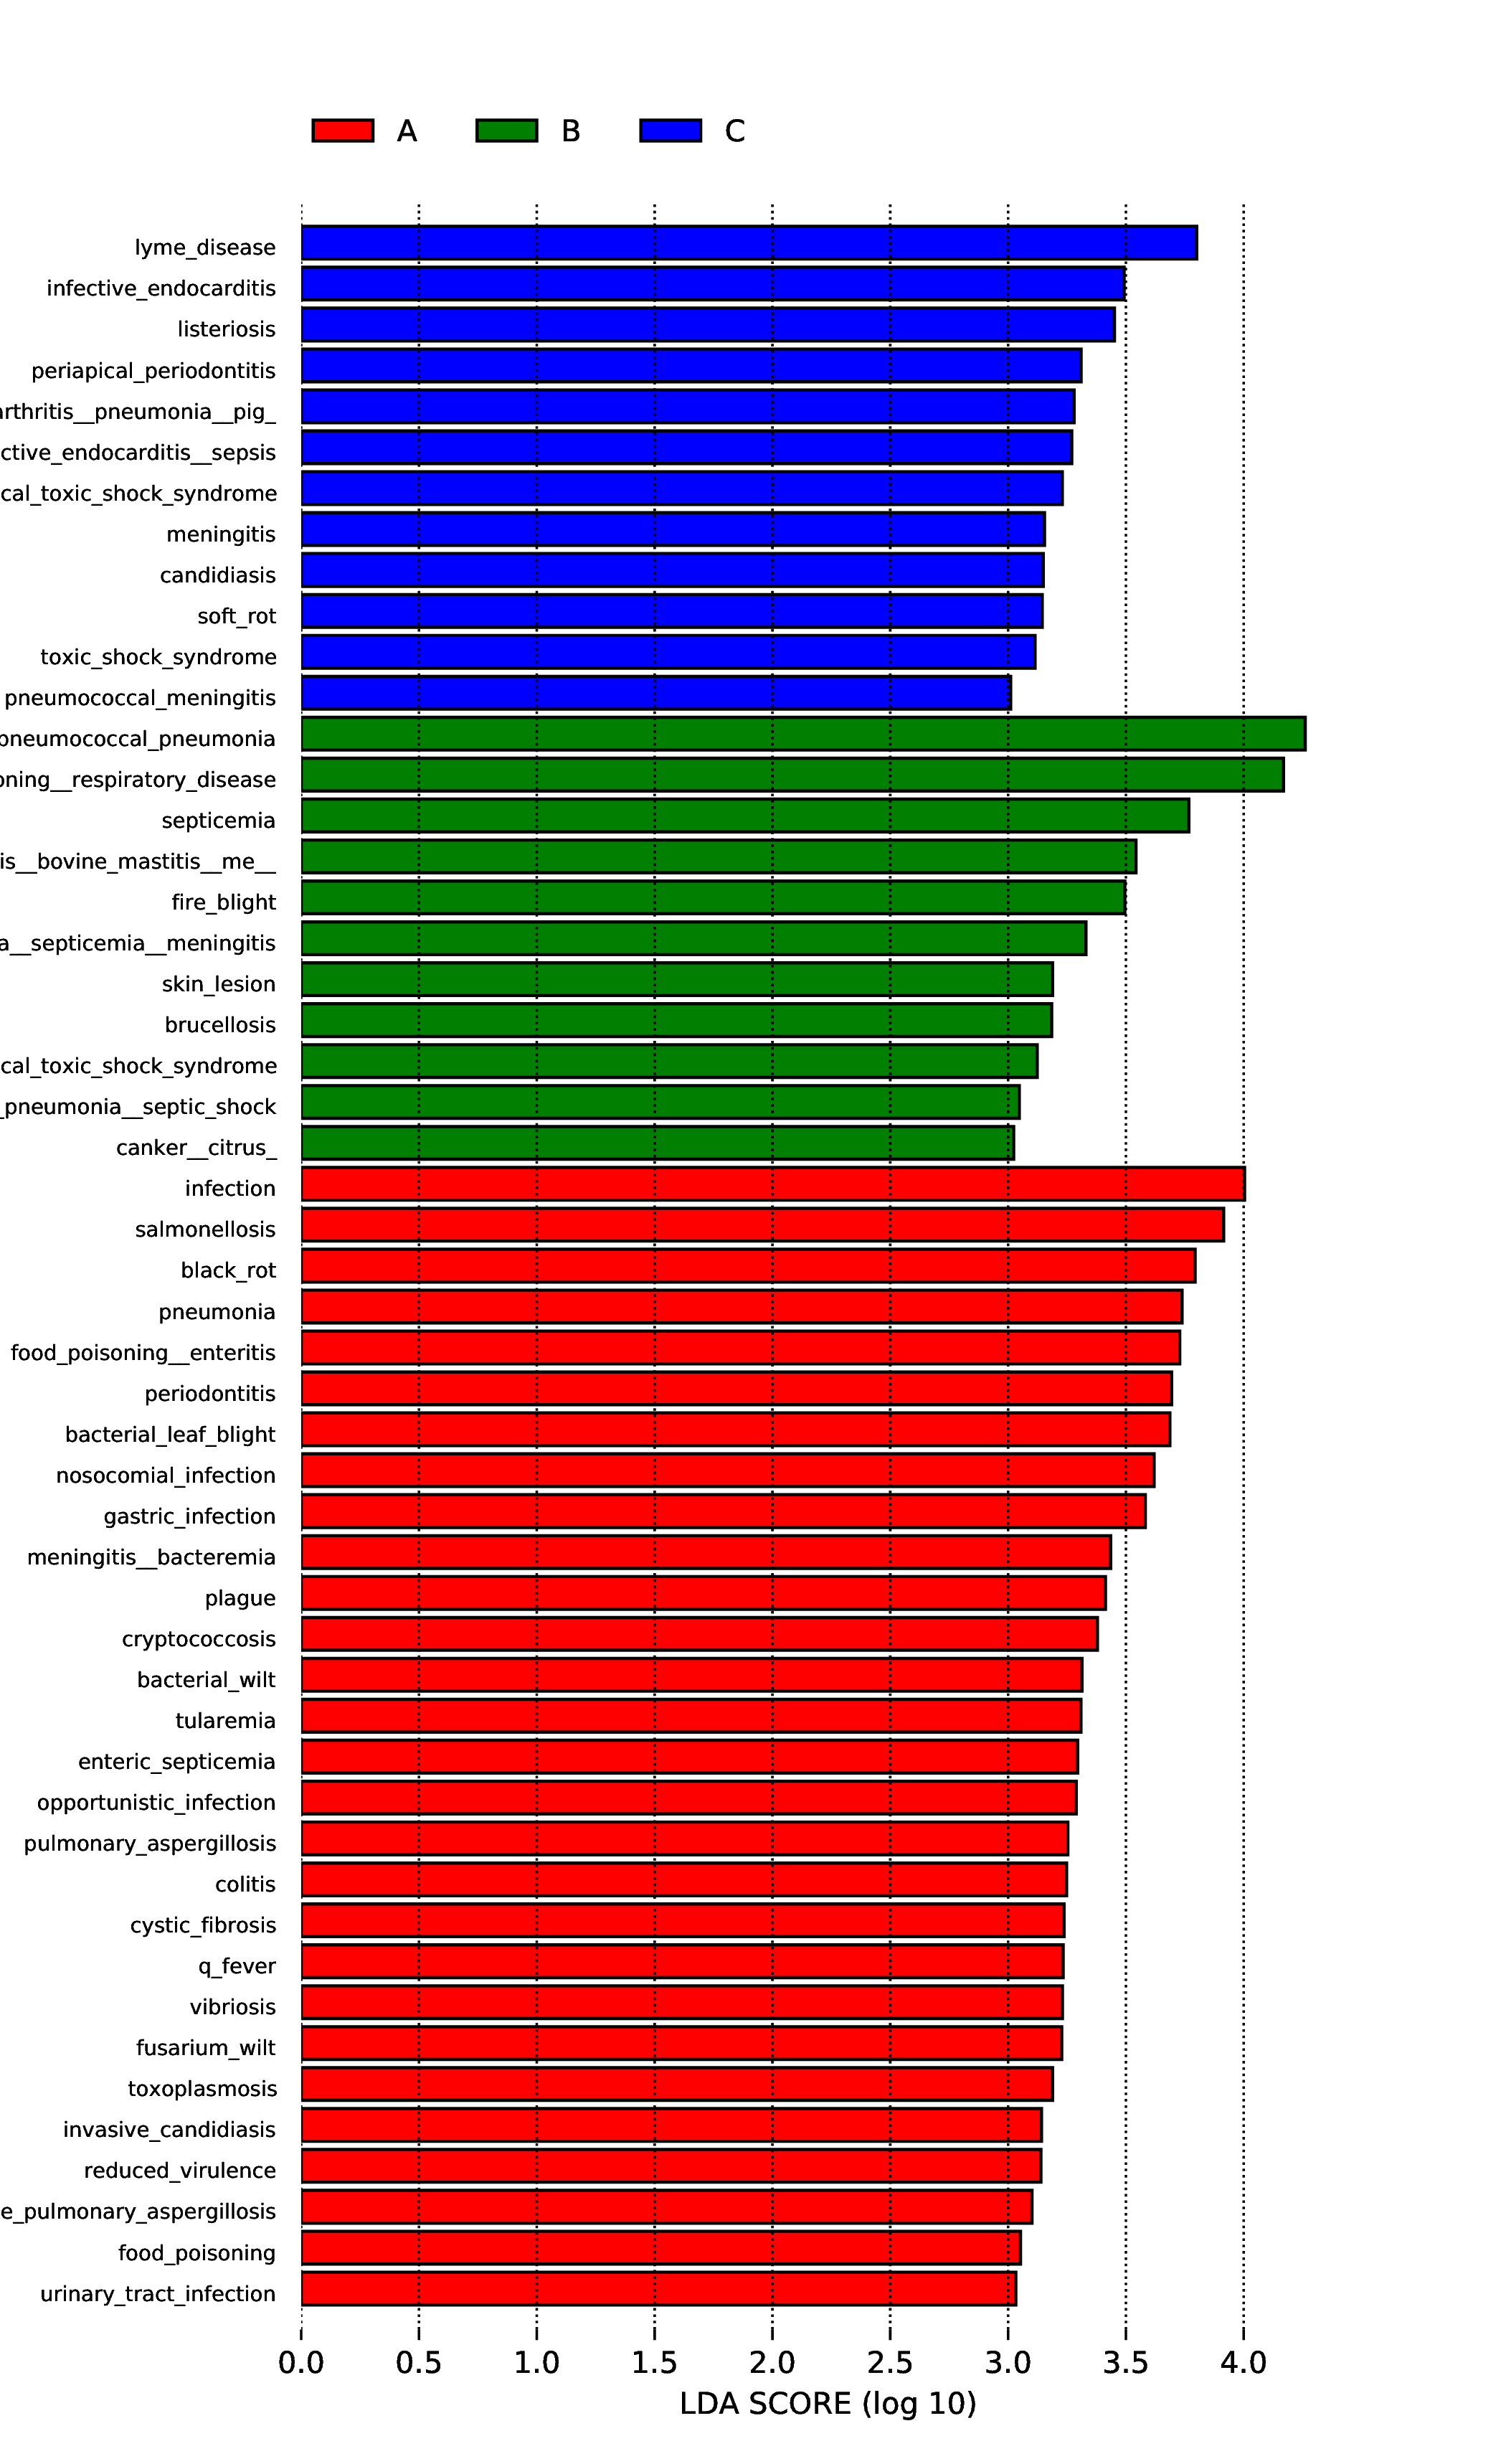 A B C
lyme_disease
infective_endocarditis
listeriosis
periapical_periodontitis
arthritis__pneumonia__pig_
ctive_endocarditis__sepsis
cal_toxic_shock_syndrome
meningitis
candidiasis
soft_rot
toxic_shock_syndrome
pneumococcal_meningitis
pneumococcal_pneumonia
oning__respiratory_disease
septicemia
is__bovine_mastitis__me__
fire_blight
a__septicemia__meningitis
skin_lesion
brucellosis
cal_toxic_shock_syndrome
_pneumonia__septic_shock
canker__citrus_
infection
salmonellosis
black_rot
pneumonia
food_poisoning__enteritis
periodontitis
bacterial_leaf_blight
nosocomial_infection
gastric_infection
meningitis__bacteremia
plague
cryptococcosis
bacterial_wilt
tularemia
enteric_septicemia
opportunistic_infection
pulmonary_aspergillosis
colitis
cystic_fibrosis
q_fever
vibriosis
fusarium_wilt
toxoplasmosis
invasive_candidiasis
reduced_virulence
e_pulmonary_aspergillosis
food_poisoning
urinary_tract_infection
0.0 0.5 1.0 1.5 2.0 2.5 3.0 3.5 4.0
LDA SCORE (log 10)